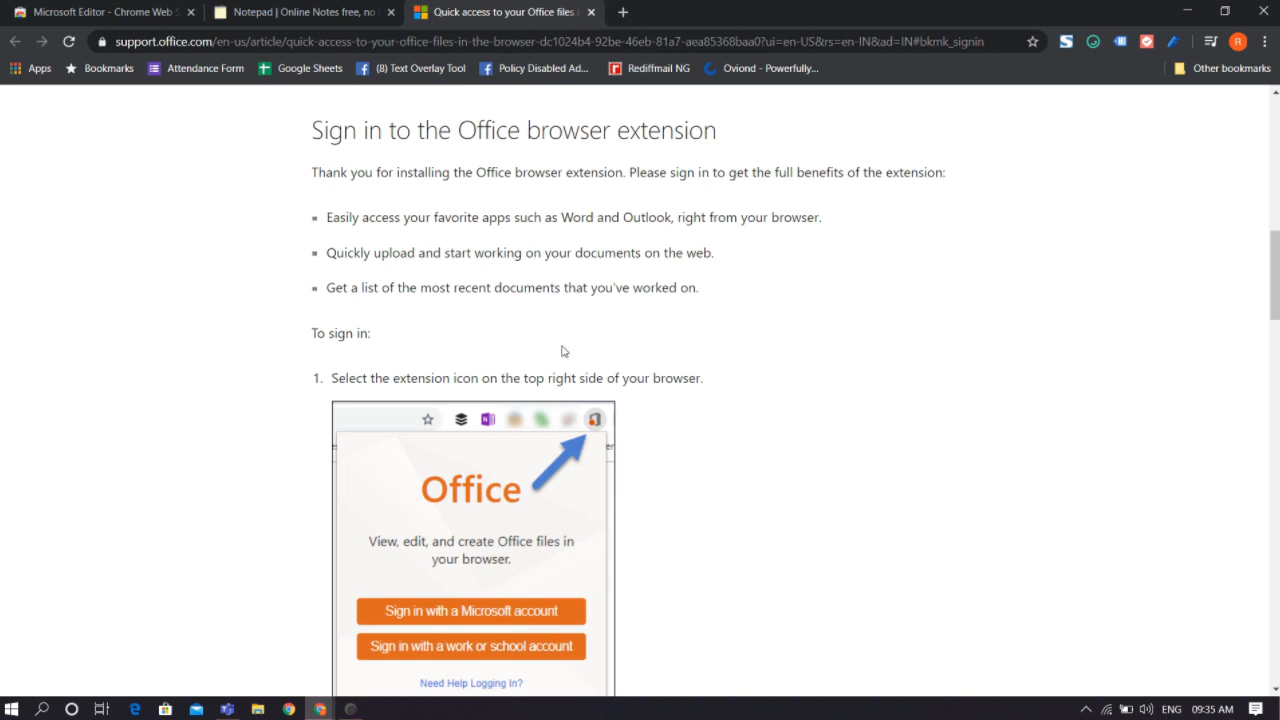 Microsoft Editor - Chrome Web S
Notepad | Online Notes free, no l
Quick access to your Office files i
support.office.com/en-us/article/quick-access-to-your-office-files-in-the-browser-dc1024b4-92be-46eb-81a7-aea85368baa0?ui=en-US&rs=en-IN&ad=IN#bkmk_signin
R
Apps
Bookmarks
Attendance Form
Google Sheets
(8) Text Overlay Tool
Policy Disabled Ad...
Rediffmail NG
Oviond - Powerfully...
Other bookmarks
Sign in to the Office browser extension
Thank you for installing the Office browser extension. Please sign in to get the full benefits of the extension:
Easily access your favorite apps such as Word and Outlook, right from your browser.
Quickly upload and start working on your documents on the web.
Get a list of the most recent documents that you've worked on.
To sign in:
1. Select the extension icon on the top right side of your browser.
Office
View, edit, and create Office files in
your browser.
Sign in with a Microsoft account
Sign in with a work or school account
Need Help Logging In?
ENG
09:35 AM